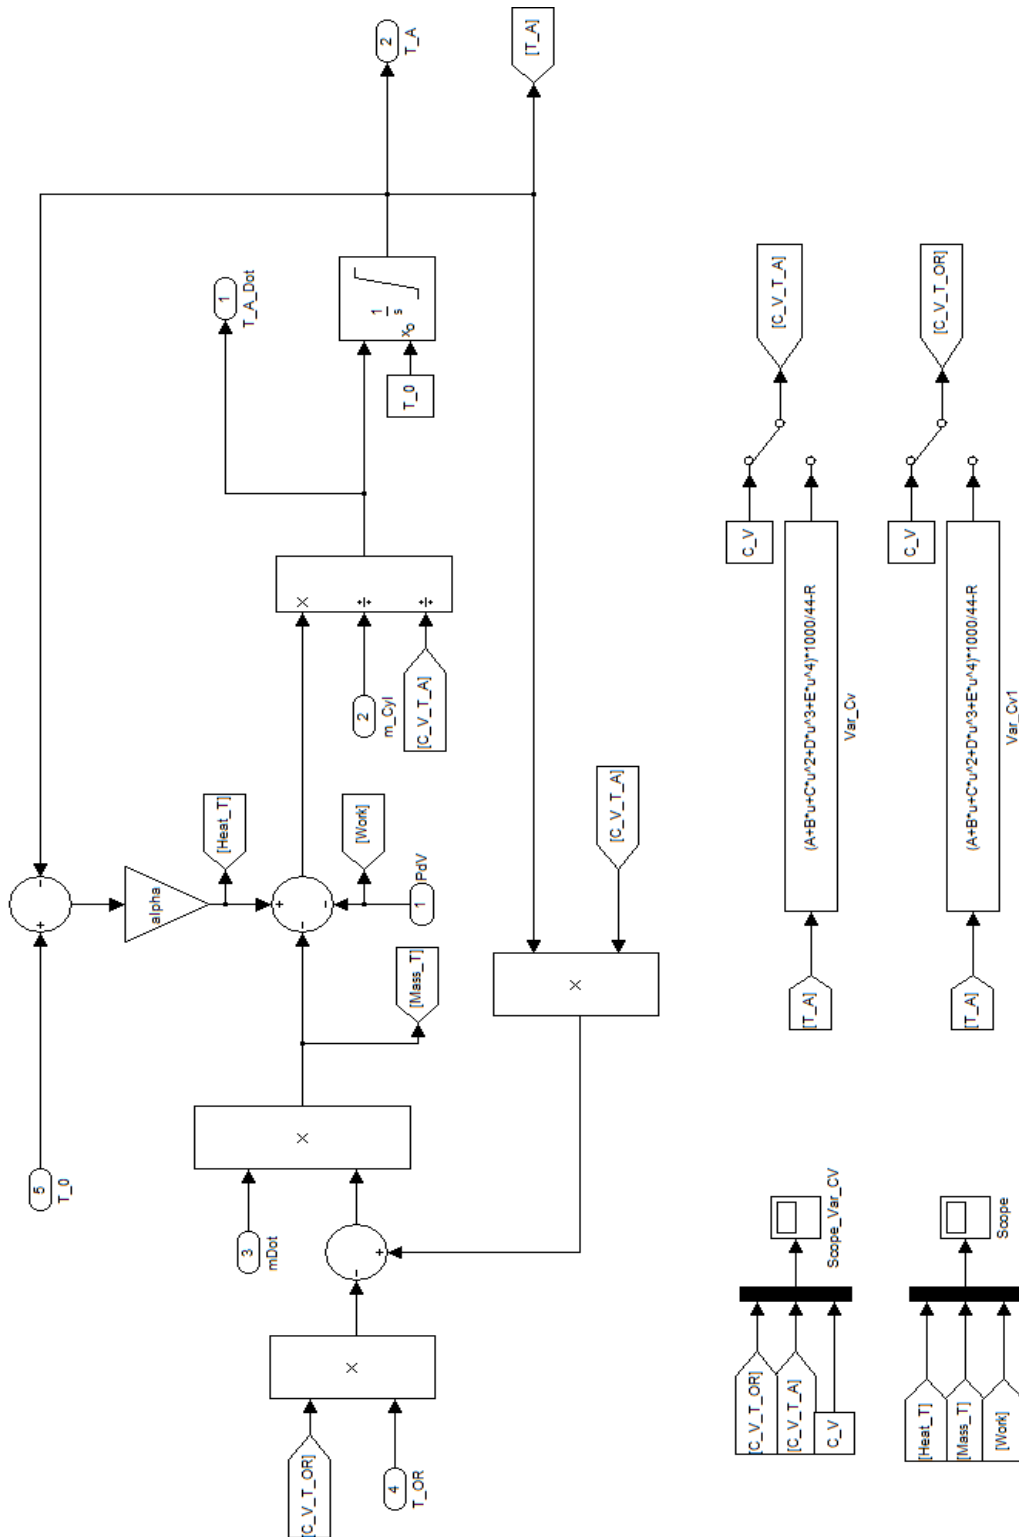 2
T_A
[T_A]
1
T_A_Dot
1
s
xo
T_0
×
÷
÷
2
m_Cyl
[C_V_T_A]
-
+
alpha
[Heat_T]
+
-
-
[Work]
1
PdV
[Mass_T]
[C_V_T_A]
×
×
5
T_0
3
mDot
-
+
×
[C_V_T_OR]
4
T_OR
[C_V_T_A]
C_V
(A+B*u+C*u^2+D*u^3+E*u^4)*1000/44-R
Var_Cv
[T_A]
[C_V_T_OR]
C_V
(A+B*u+C*u^2+D*u^3+E*u^4)*1000/44-R
Var_Cv1
[T_A]
Scope_Var_CV
[C_V_T_OR]
[C_V_T_A]
C_V
Scope
[Heat_T]
[Mass_T]
[Work]